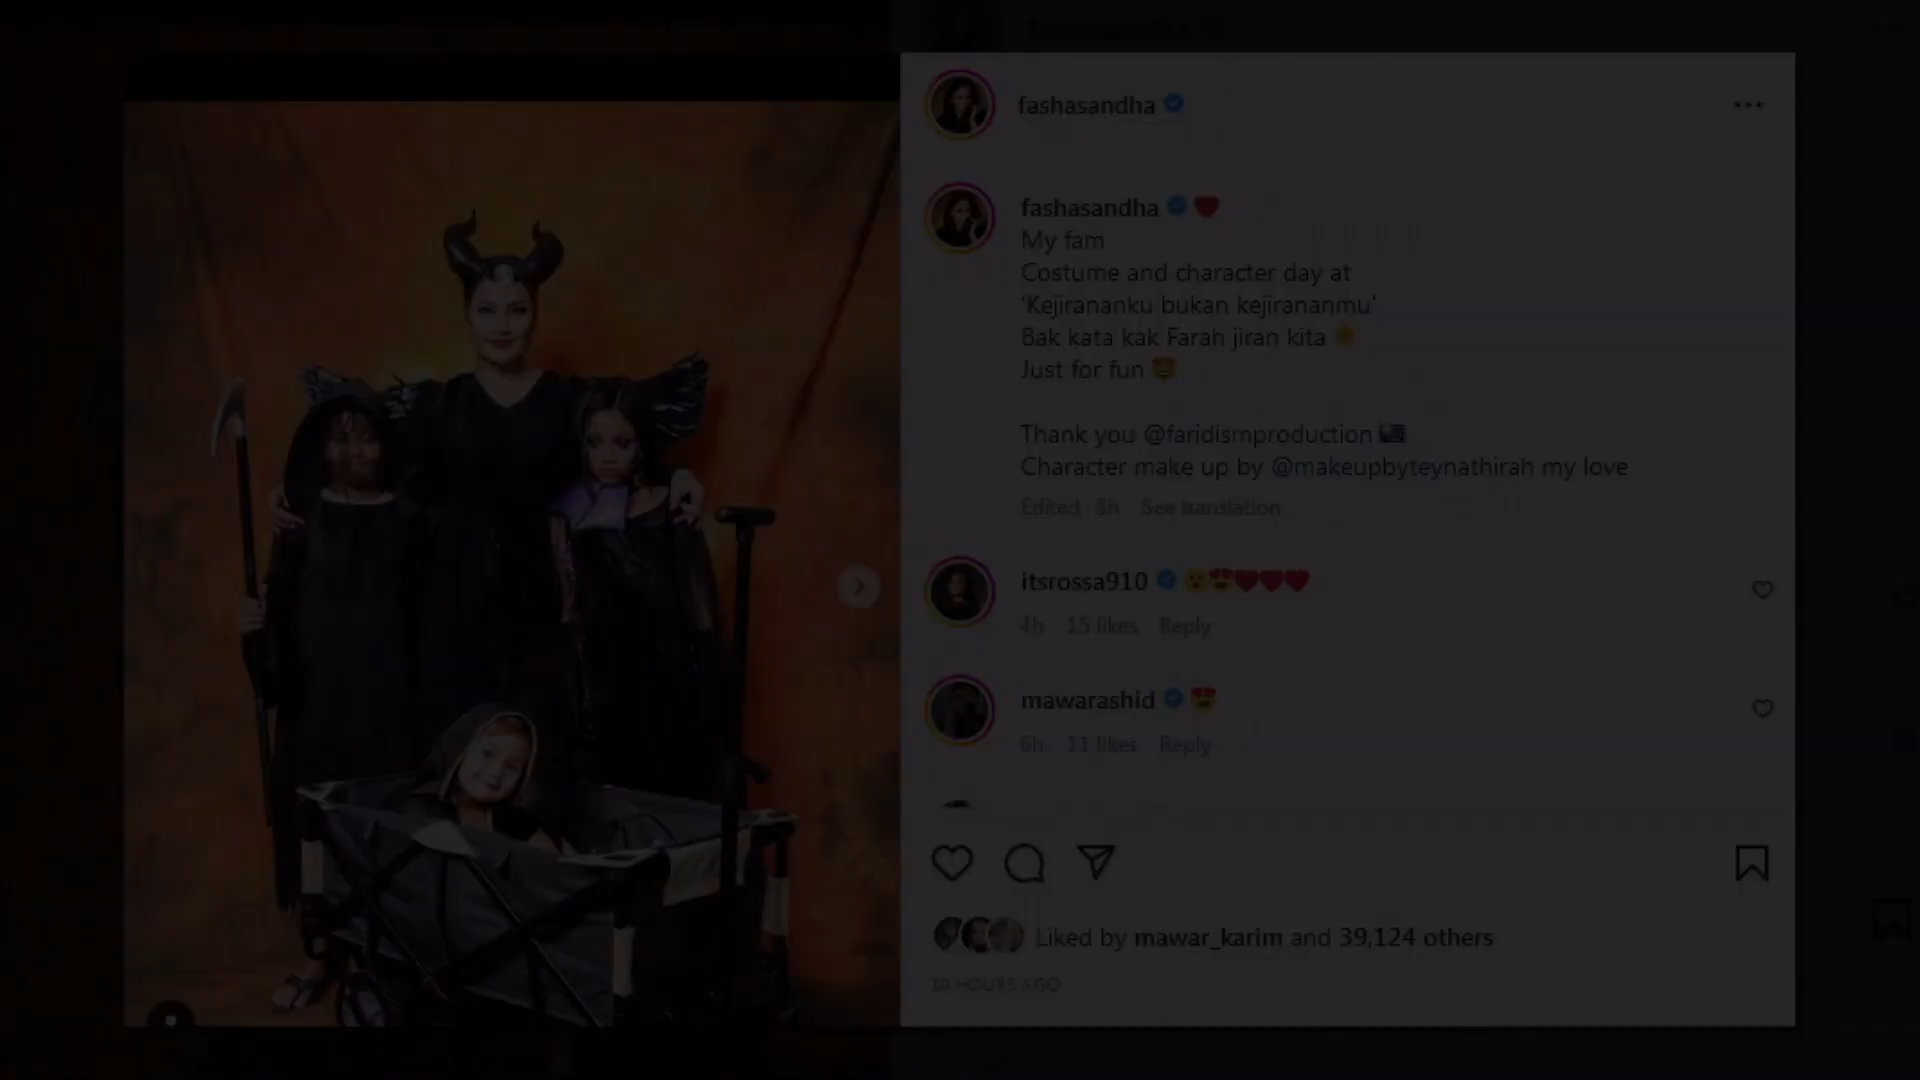 fashasandha
fashasandha
My fam
Costume and character day at
‘Kejirananku bukan kejirananmu’
Bak kata kak Farah jiran kita
Just for fun
Thank you @faridismproduction
Character make up by @makeupbyteynathirah my love
Edited 8h See translation
itsrossa910
4h 15 likes Reply
mawarashid
6h 11 likes Reply
Liked by mawar_karim and 39,124 others
HOURS AGO